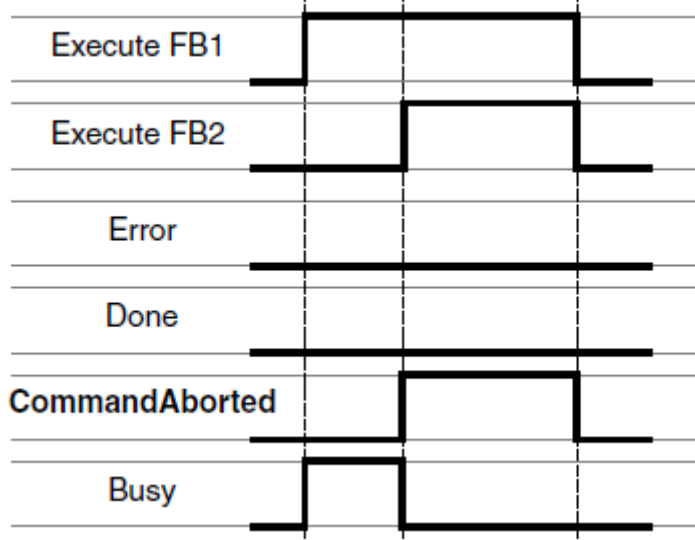 Execute FB1
Execute FB2
Error
Done
CommandAborted
Busy